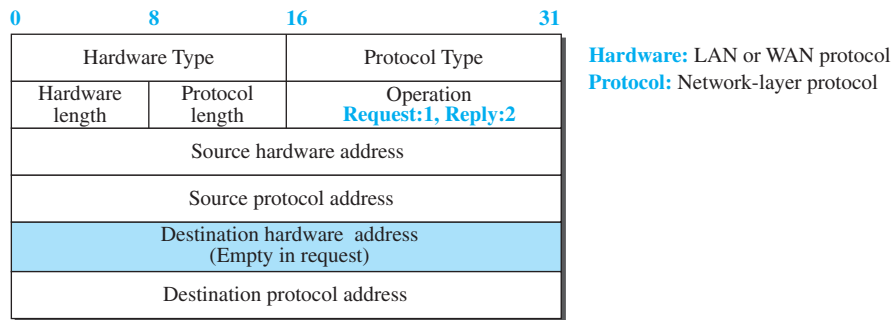 0 8 16 31
Hardware Type Protocol Type
Hardware: LAN or WAN protocol
Protocol: Network-layer protocol
Hardware length Protocol length Operation
Request:1, Reply:2
Source hardware address
Source protocol address
Destination hardware address
(Empty in request)
Destination protocol address